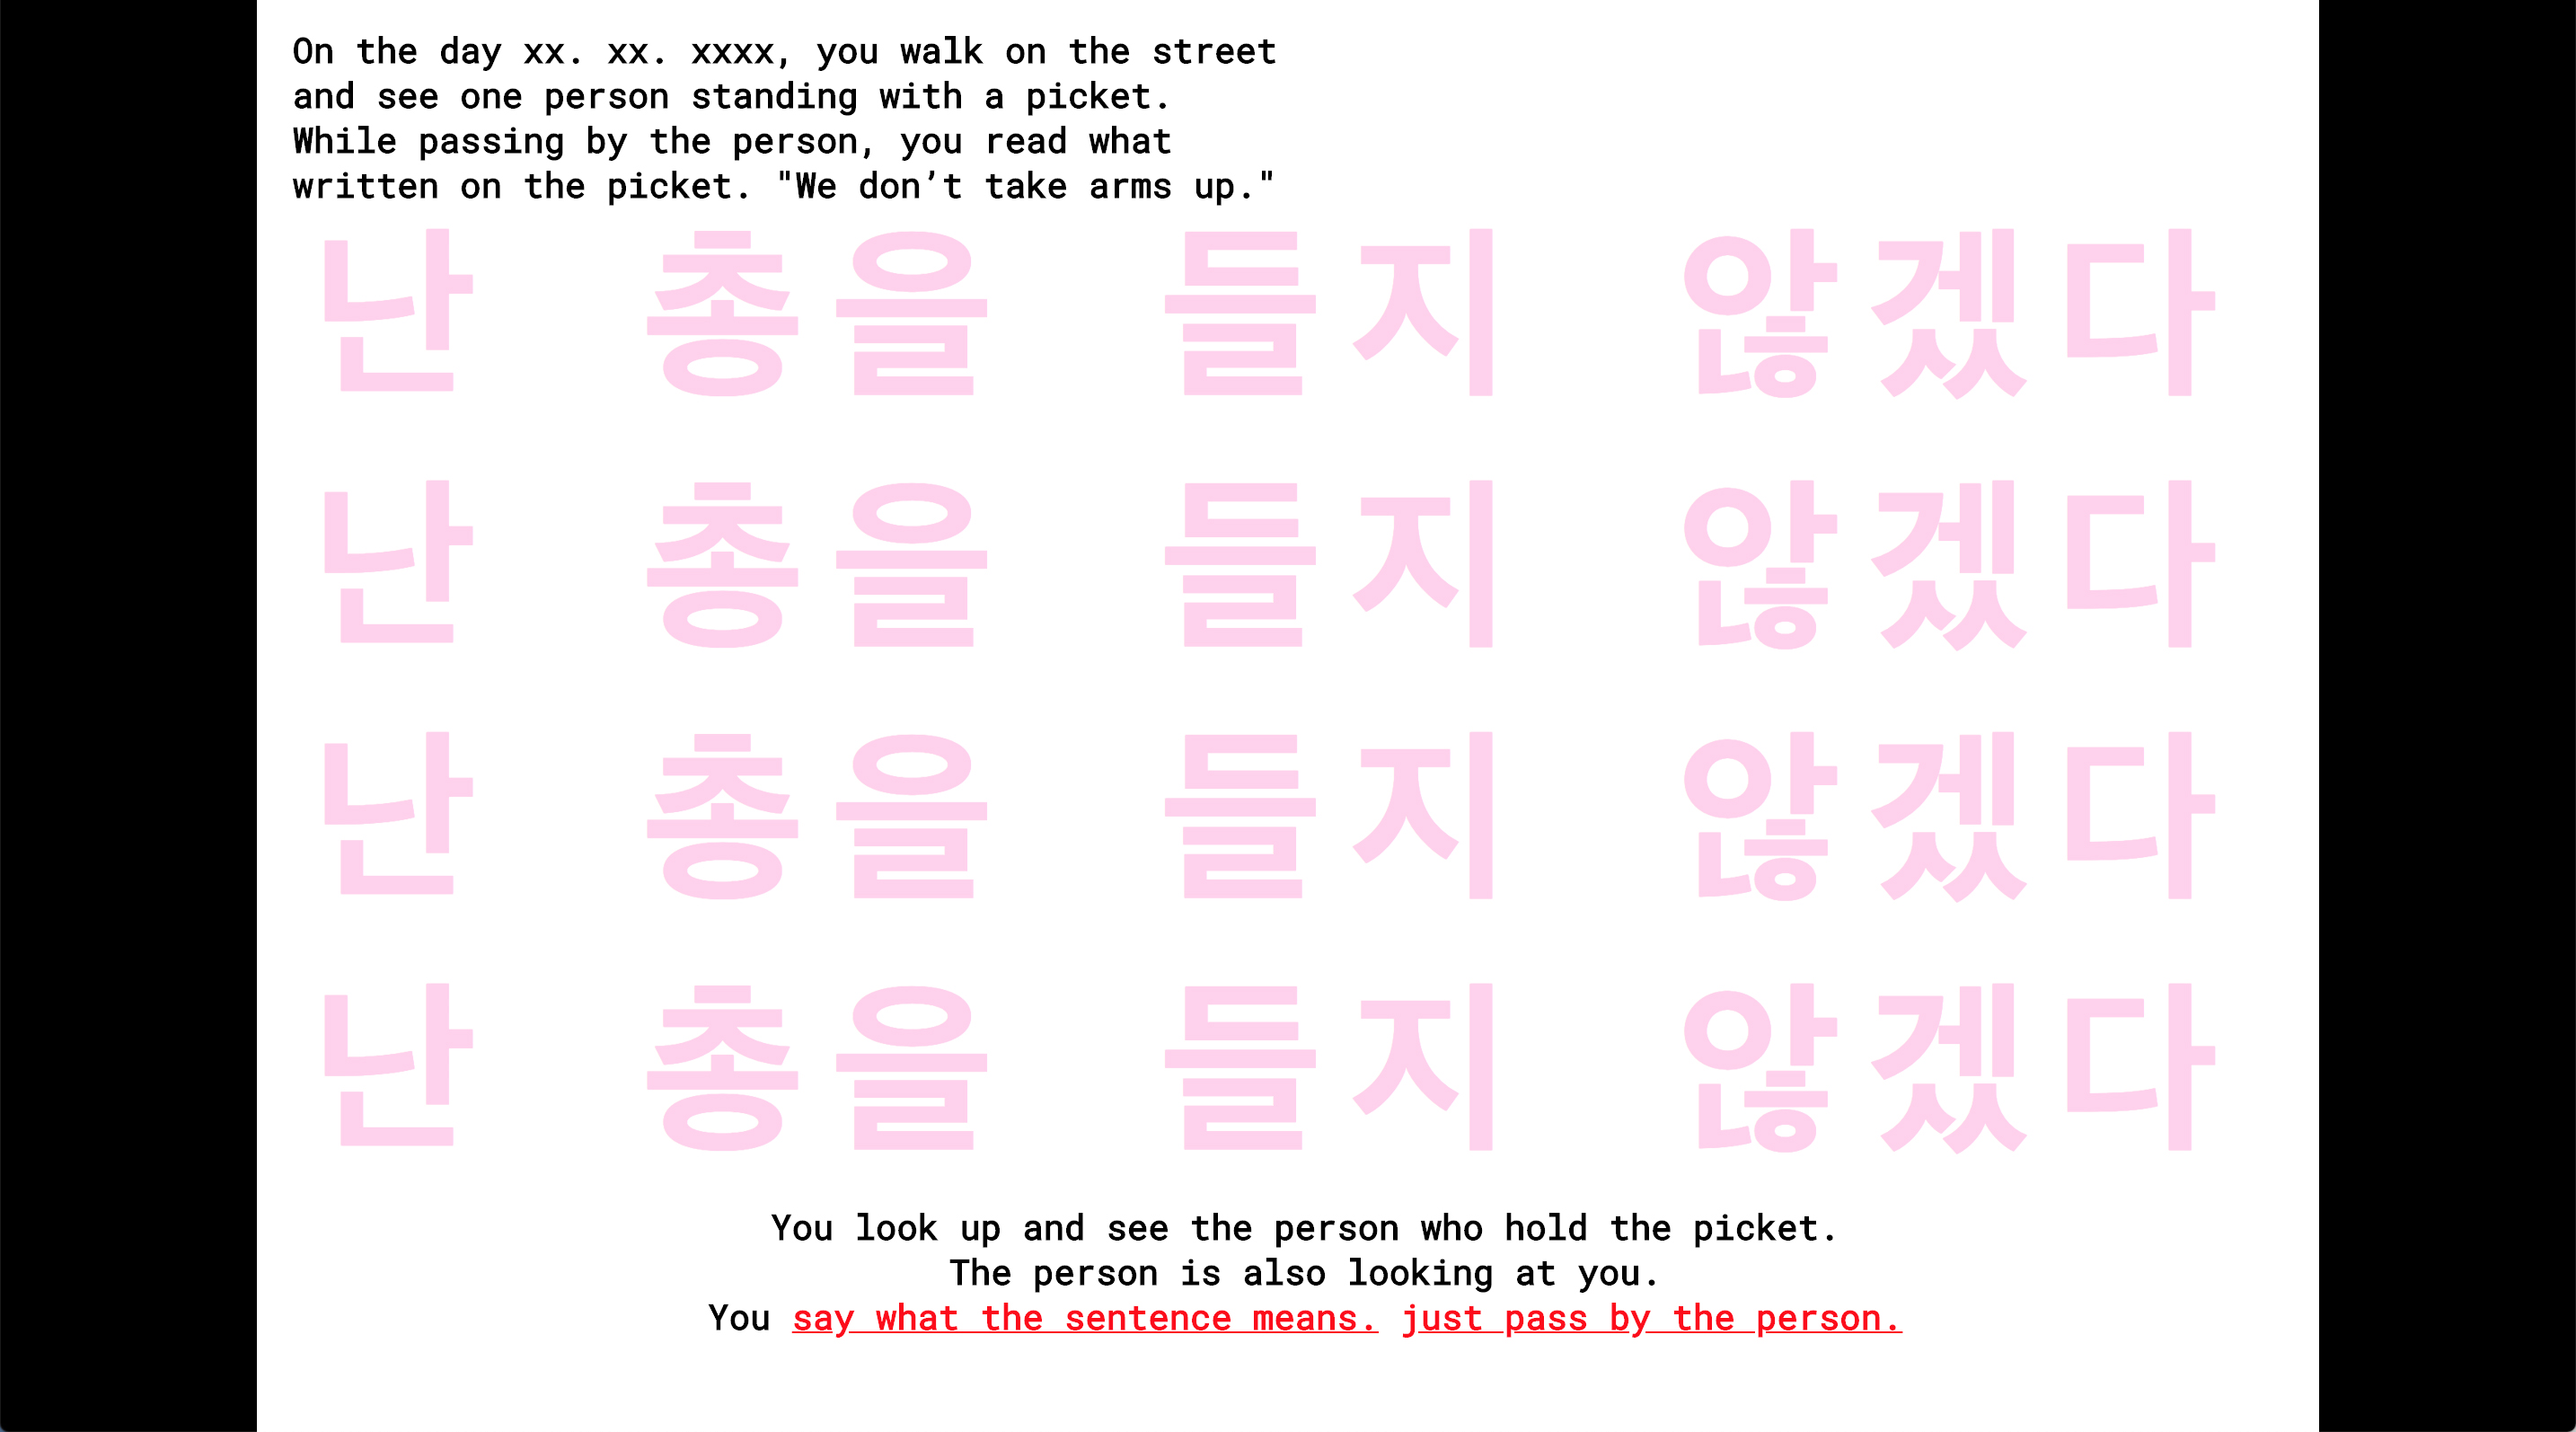 On the day xx. xx. xxxx, you walk on the street
and see one person standing with a picket.
While passing by the person, you read what
written on the picket. "We don’t take arms up."
난 총을 들지 않겠다
난 총을 들지 않겠다
난 총을 들지 않겠다
난 총을 들지 않겠다
You look up and see the person who hold the picket.
The person is also looking at you.
You say what the sentence means. just pass by the person.